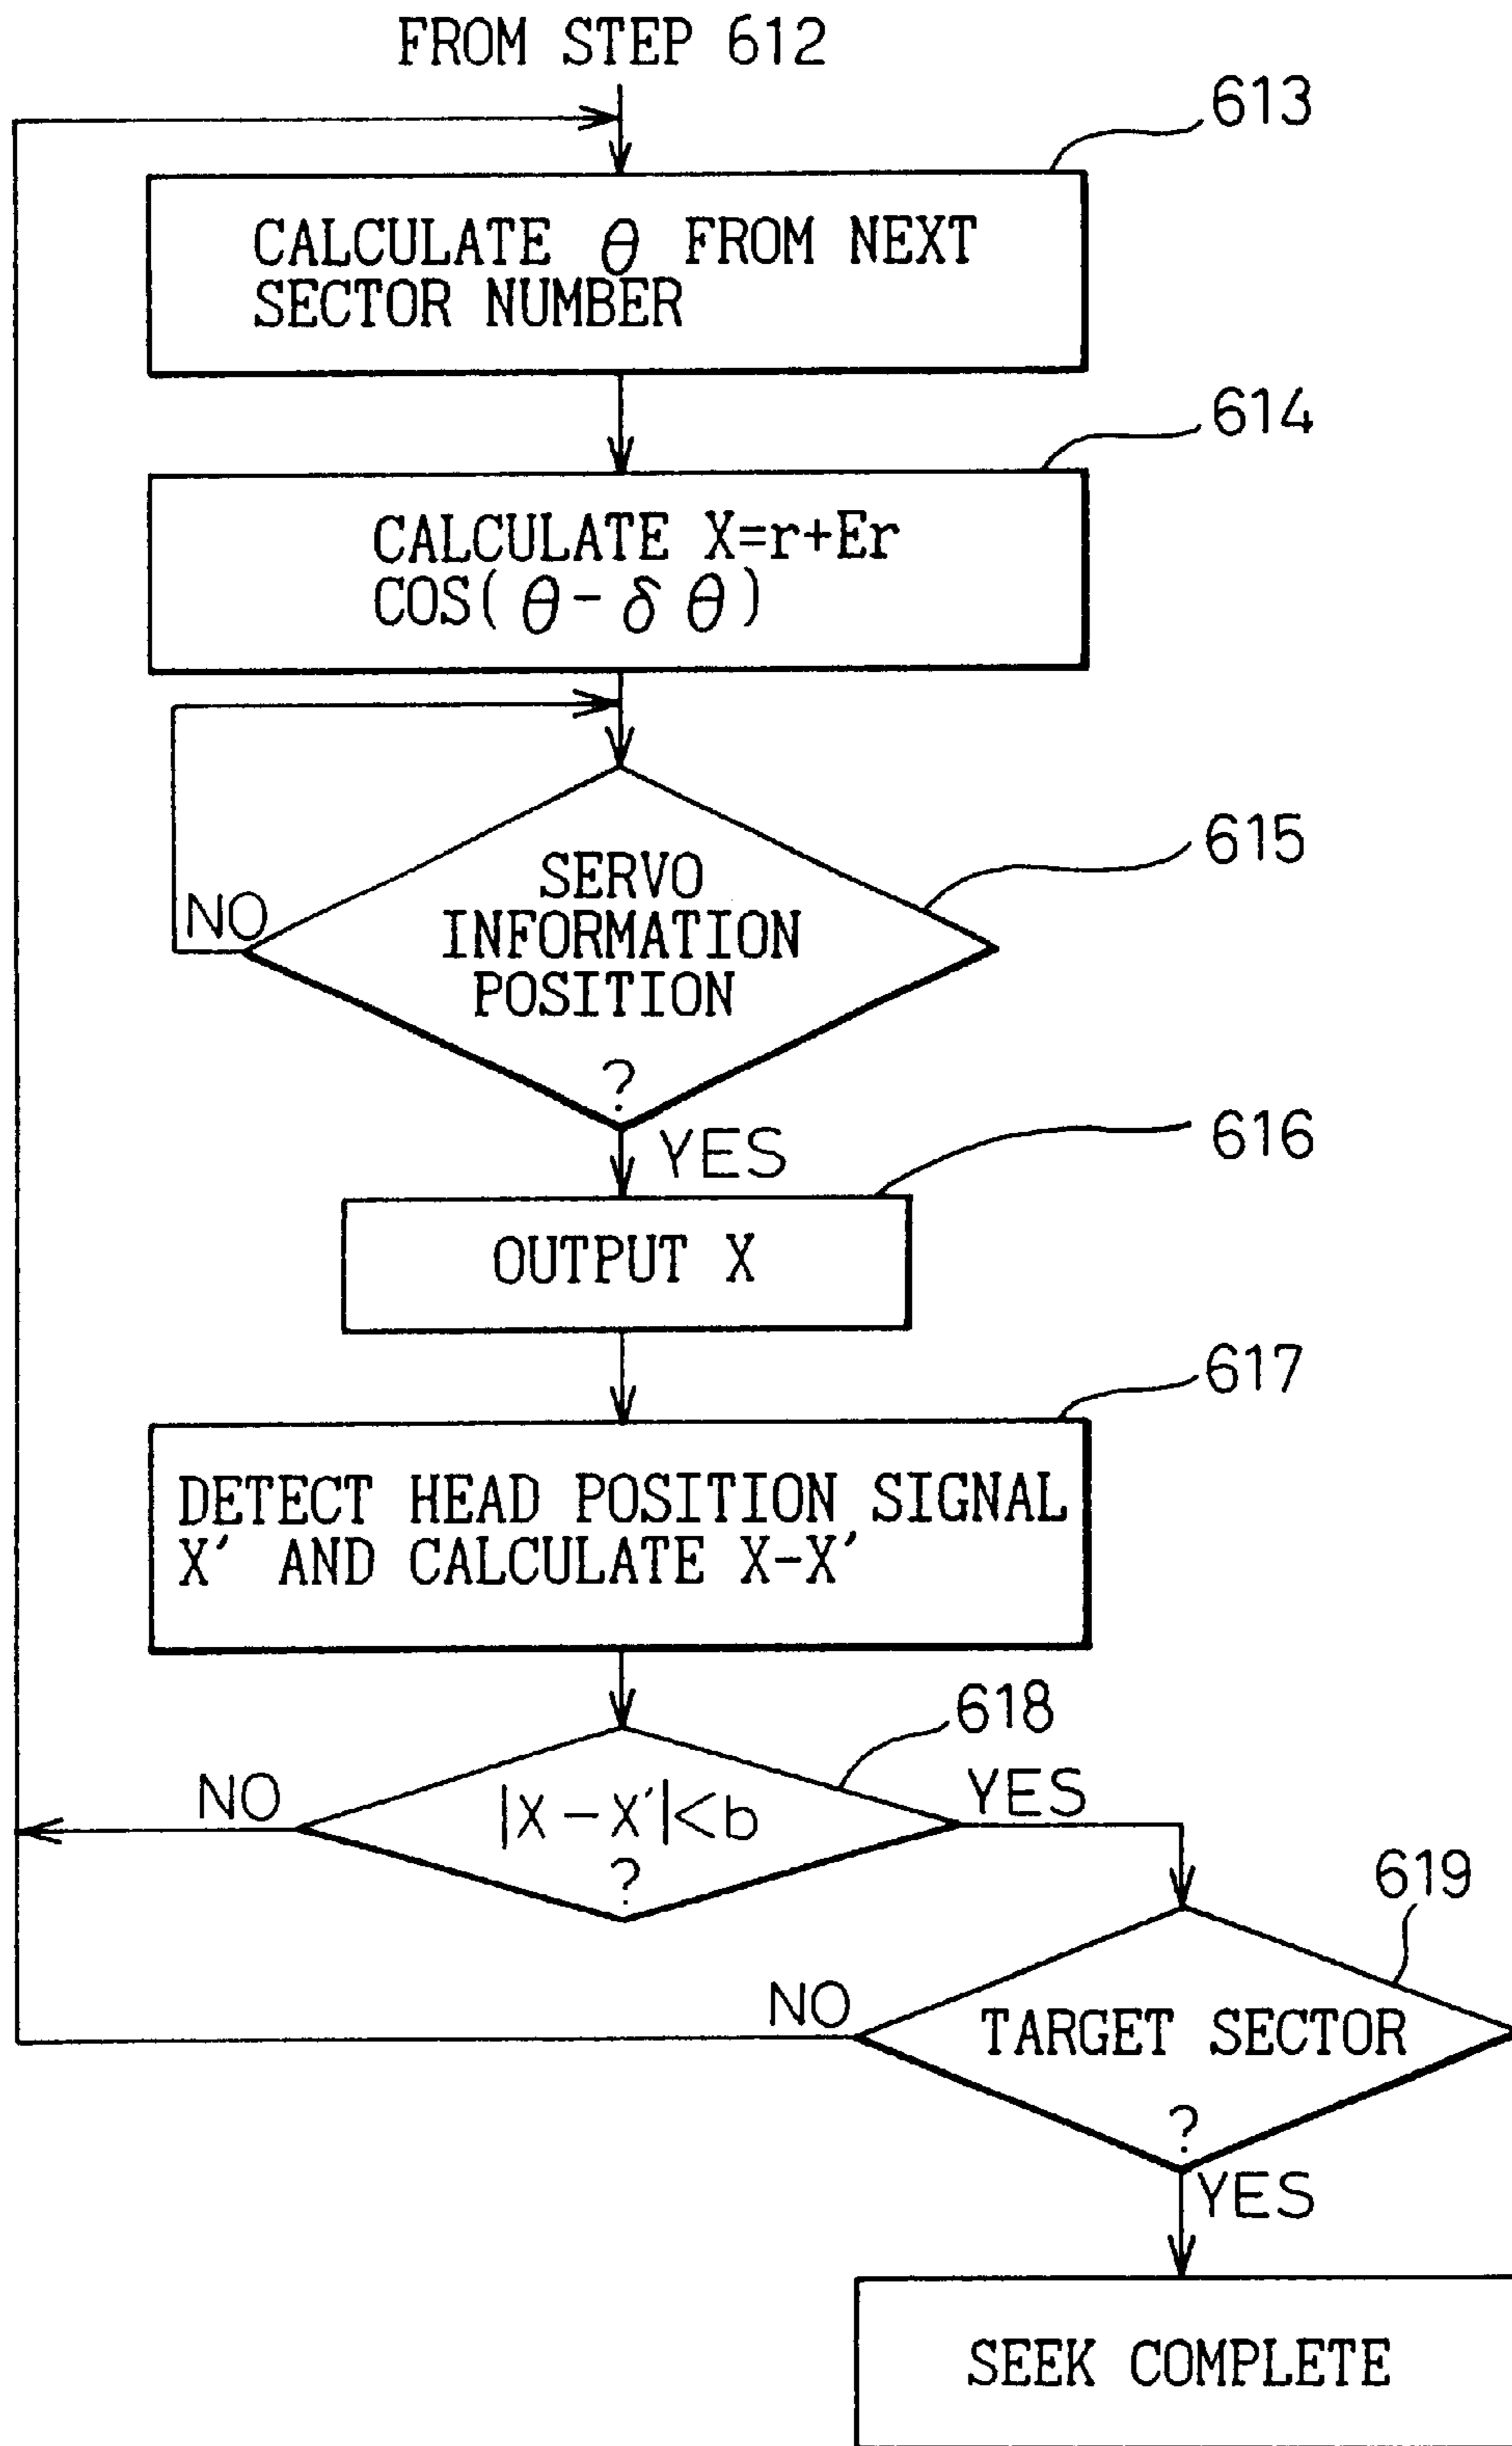 FROM STEP 612
613
CALCULATE θ FROM NEXT
SECTOR NUMBER
614
CALCULATE X=r+Er
COS(θ-δθ)
615
SERVO
INFORMATION
POSITION
?
NO
YES
616
OUTPUT X
617
DETECT HEAD POSITION SIGNAL
X' AND CALCULATE X-X'
618
NO
|X-X'|<b
?
YES
619
NO
TARGET SECTOR
?
YES
SEEK COMPLETE